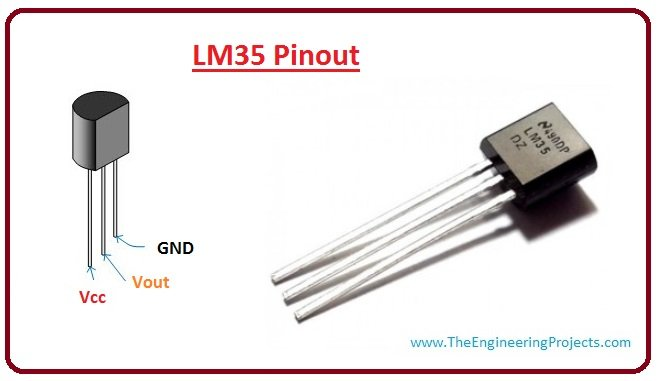 LM35 Pinout
GND
Vout
Vcc
LM35
DZ
www.TheEngineeringProjects.com